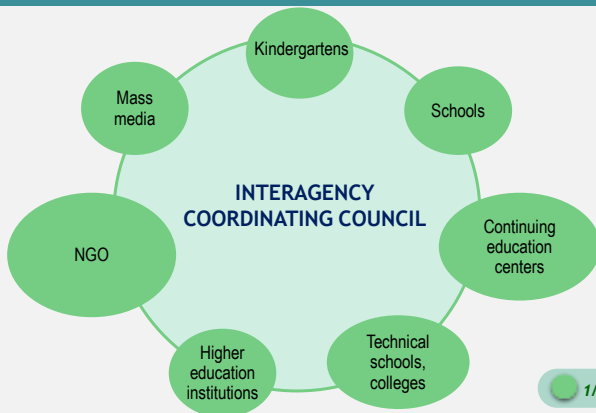 Kindergartens
Mass
media
Schools
INTERAGENCY
COORDINATING COUNCIL
NGO
Continuing
education
centers
Higher
education
institutions
Technical
schools,
colleges
1/